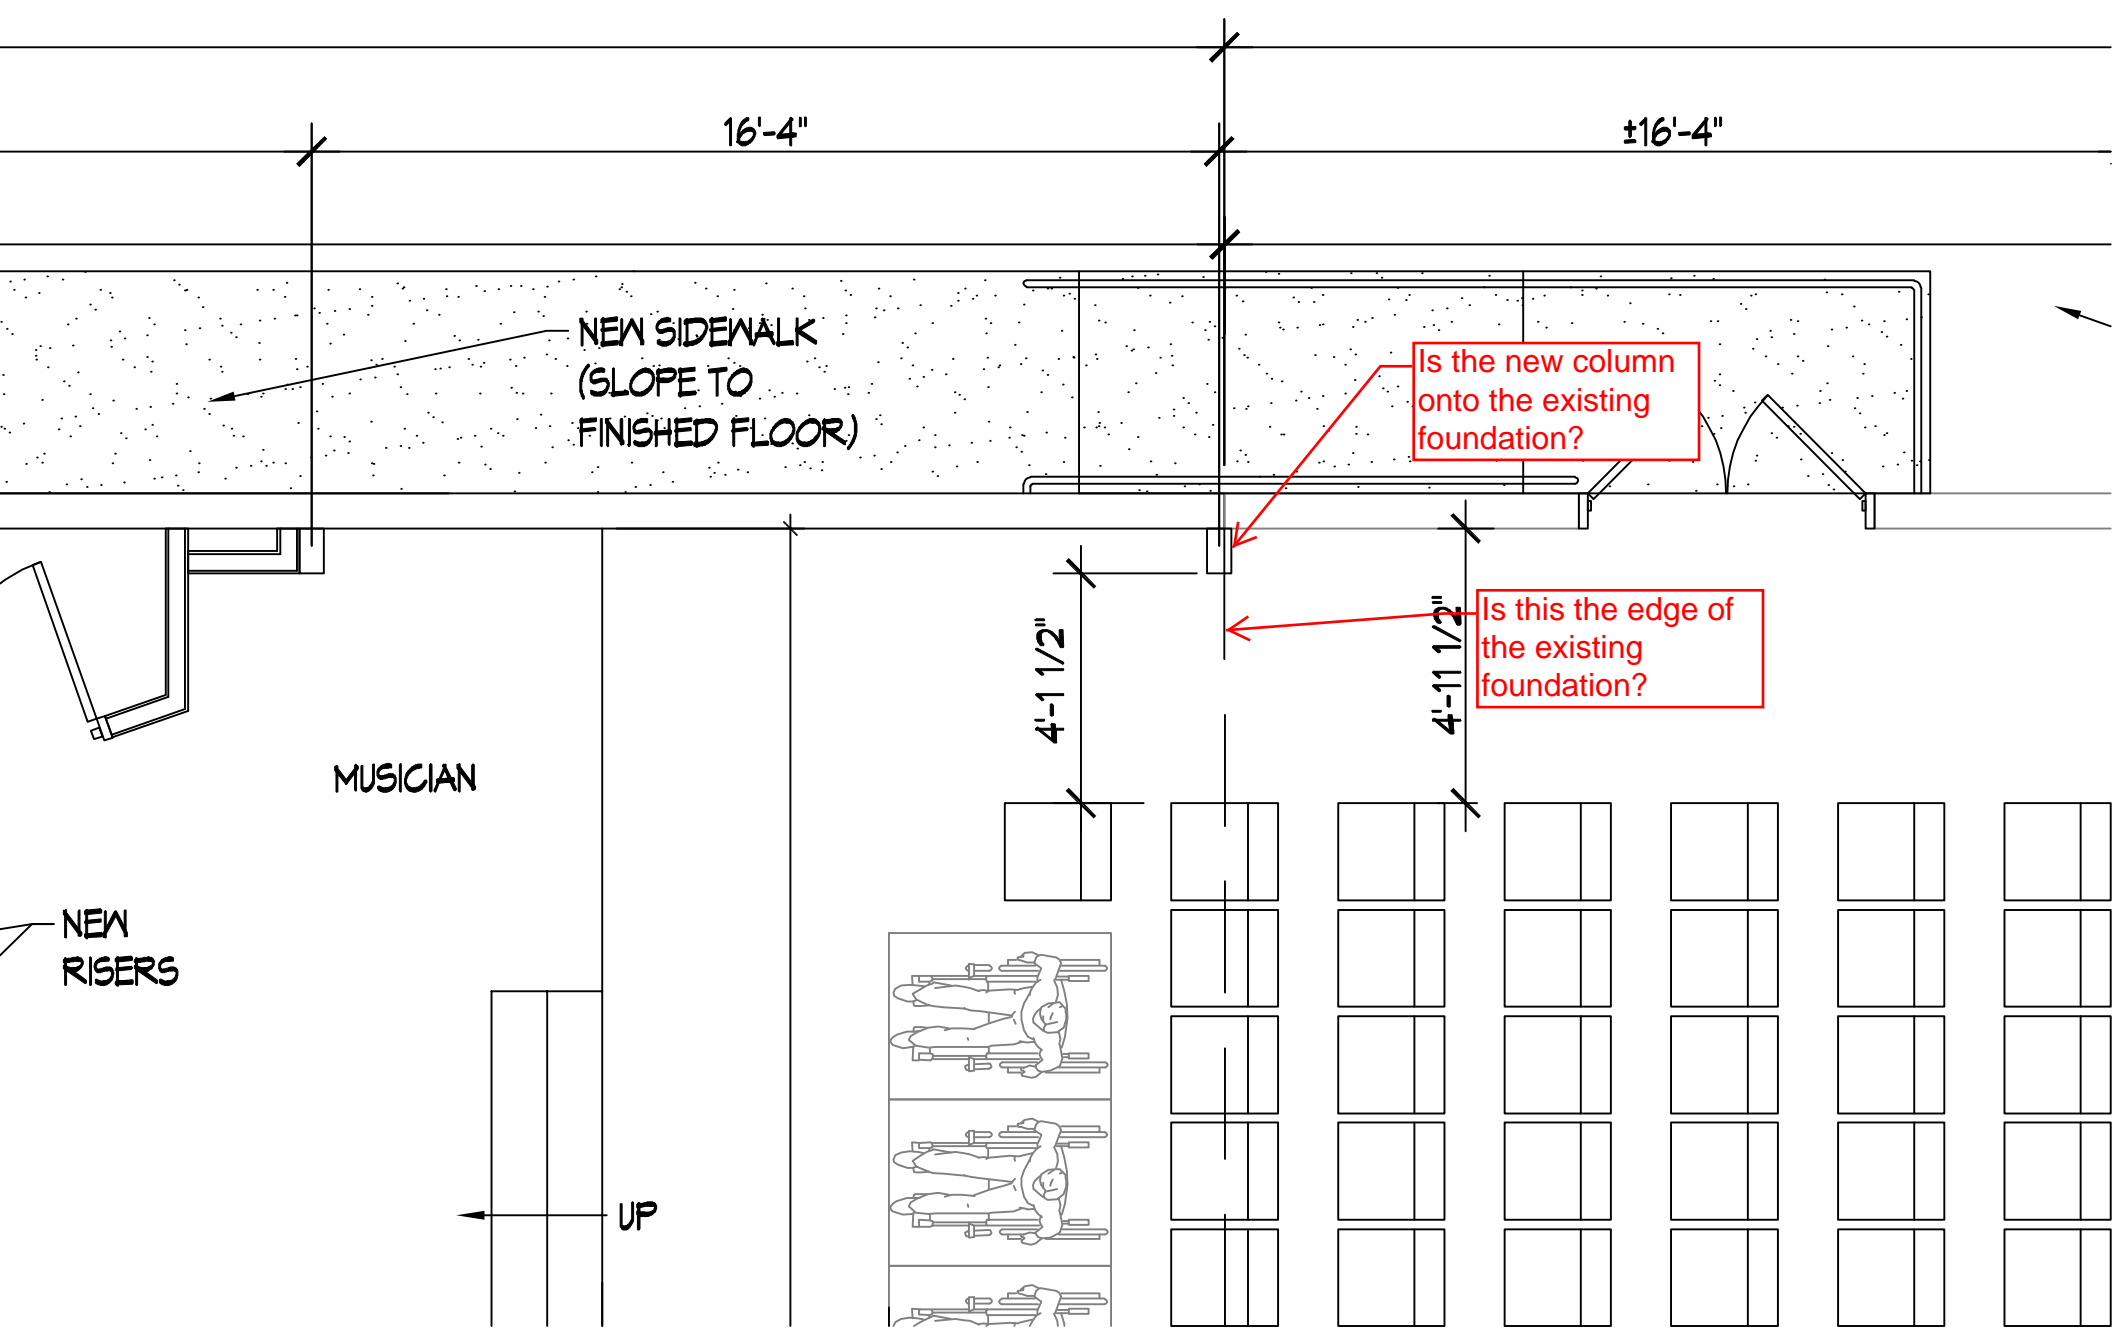 16'-4"
±16'-4"
NEW SIDEWALK
(SLOPE TO
FINISHED FLOOR)
Is the new column
onto the existing
foundation?
4'-1 1/2"
4'-11 1/2"
Is this the edge of
the existing
foundation?
MUSICIAN
NEW
RISERS
UP